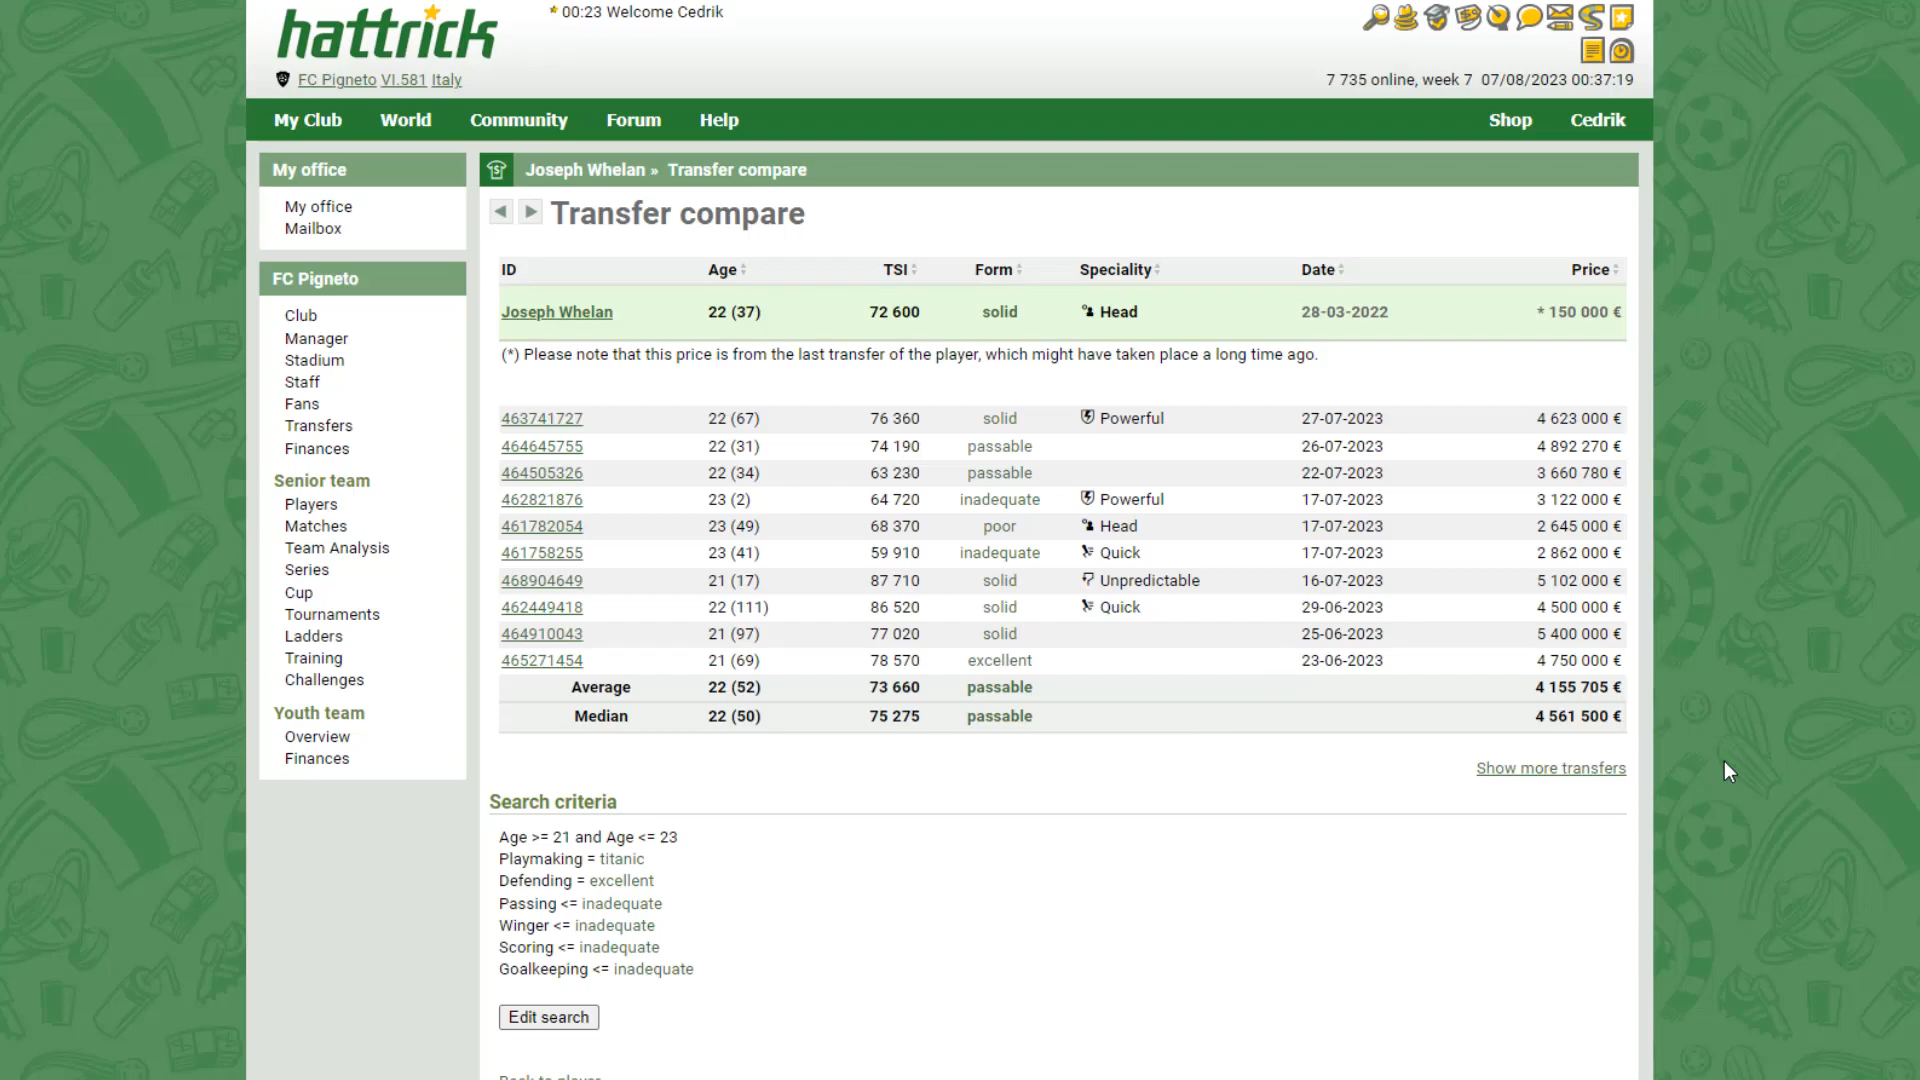 hattrick
00:23 Welcome Cedrik
FC Pigneto VI.581 Italy
7 735 online, week 7 07/08/2023 00:37:19
My Club World Community Forum Help Shop Cedrik
My office
My office
Mailbox
FC Pigneto
Club
Manager
Stadium
Staff
Fans
Transfers
Finances
Senior team
Players
Matches
Team Analysis
Series
Cup
Tournaments
Ladders
Training
Challenges
Youth team
Overview
Finances
Joseph Whelan » Transfer compare
Transfer compare
ID Age TSI Form Speciality Date Price
Joseph Whelan 22 (37) 72 600 solid Head 28-03-2022 * 150 000 €
(*) Please note that this price is from the last transfer of the player, which might have taken place a long time ago.
463741727 22 (67) 76 360 solid Powerful 27-07-2023 4 623 000 €
464645755 22 (31) 74 190 passable 26-07-2023 4 892 270 €
464505326 22 (34) 63 230 passable 22-07-2023 3 660 780 €
462821876 23 (2) 64 720 inadequate Powerful 17-07-2023 3 122 000 €
461782054 23 (49) 68 370 poor Head 17-07-2023 2 645 000 €
461758255 23 (41) 59 910 inadequate Quick 17-07-2023 2 862 000 €
468904649 21 (17) 87 710 solid Unpredictable 16-07-2023 5 102 000 €
462449418 22 (111) 86 520 solid Quick 29-06-2023 4 500 000 €
464910043 21 (97) 77 020 solid 25-06-2023 5 400 000 €
465271454 21 (69) 78 570 excellent 23-06-2023 4 750 000 €
Average 22 (52) 73 660 passable 4 155 705 €
Median 22 (50) 75 275 passable 4 561 500 €
Show more transfers
Search criteria
Age >= 21 and Age <= 23
Playmaking = titanic
Defending = excellent
Passing <= inadequate
Winger <= inadequate
Scoring <= inadequate
Goalkeeping <= inadequate
Edit search
Back to player